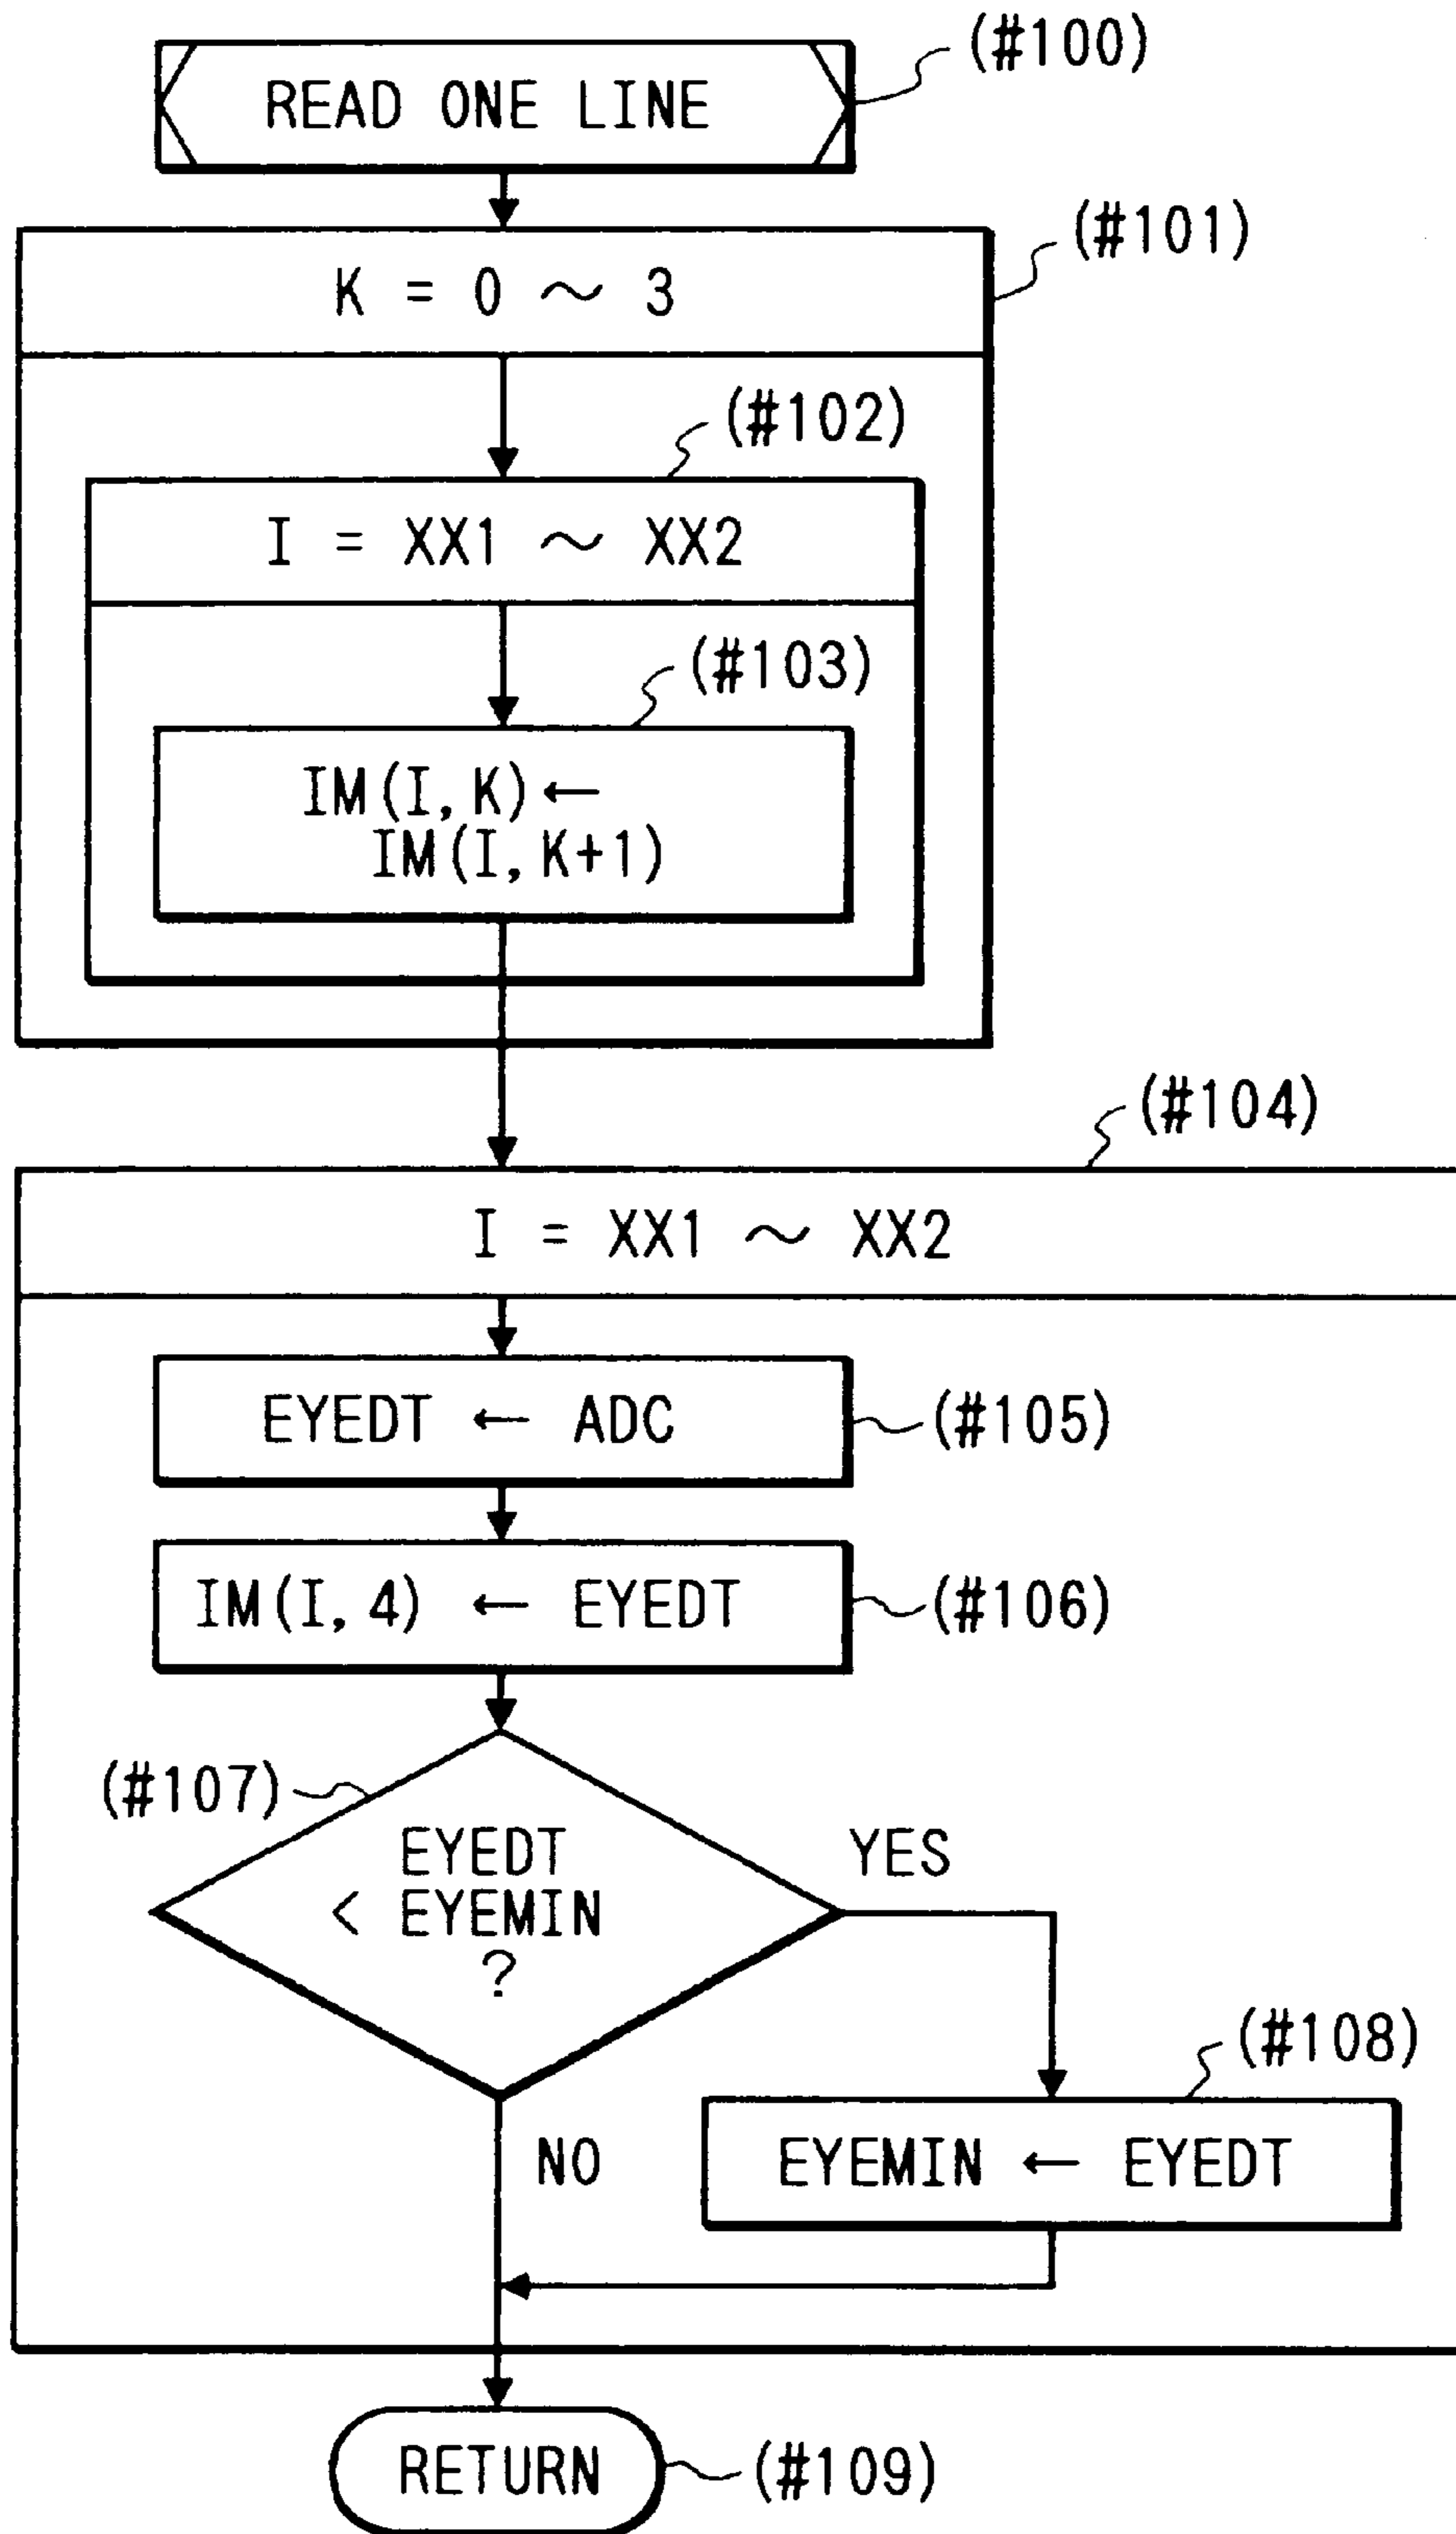 (#100)
READ ONE LINE
(#101)
K = 0 ~ 3
(#102)
I = XX1 ~ XX2
(#103)
IM(I,K)←
IM(I,K+1)
(#104)
I = XX1 ~ XX2
EYEDT ← ADC
(#105)
IM(I,4) ← EYEDT
(#106)
(#107)
EYEDT
< EYEMIN
?
YES
(#108)
NO
EYEMIN ← EYEDT
RETURN
(#109)